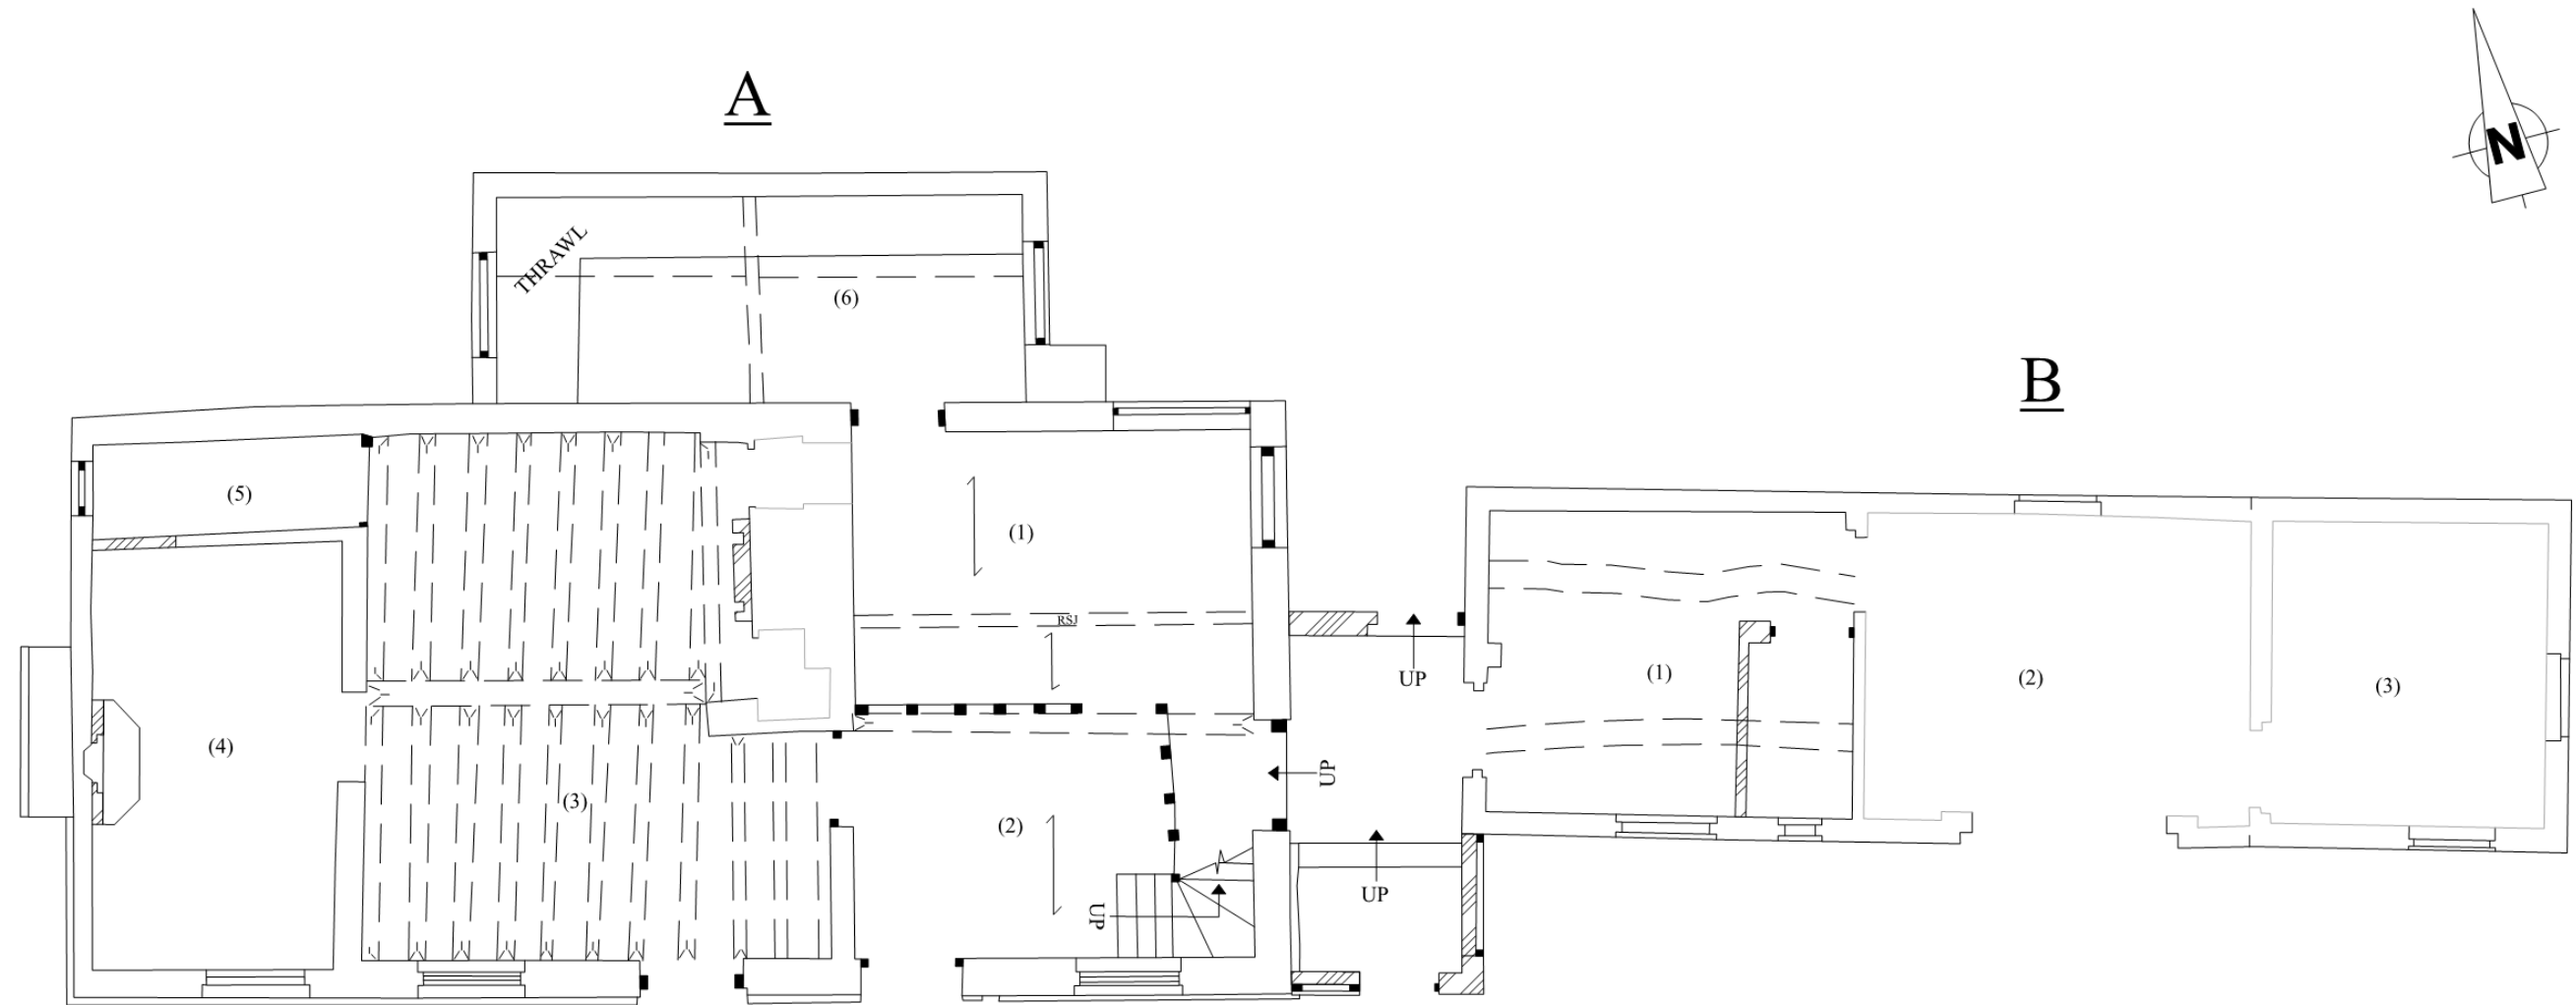 A
N
THRAWL
(6)
B
(5)
(1)
RSJ
UP
(1)
(2)
(3)
(4)
UP
(3)
(2)
UP
UP